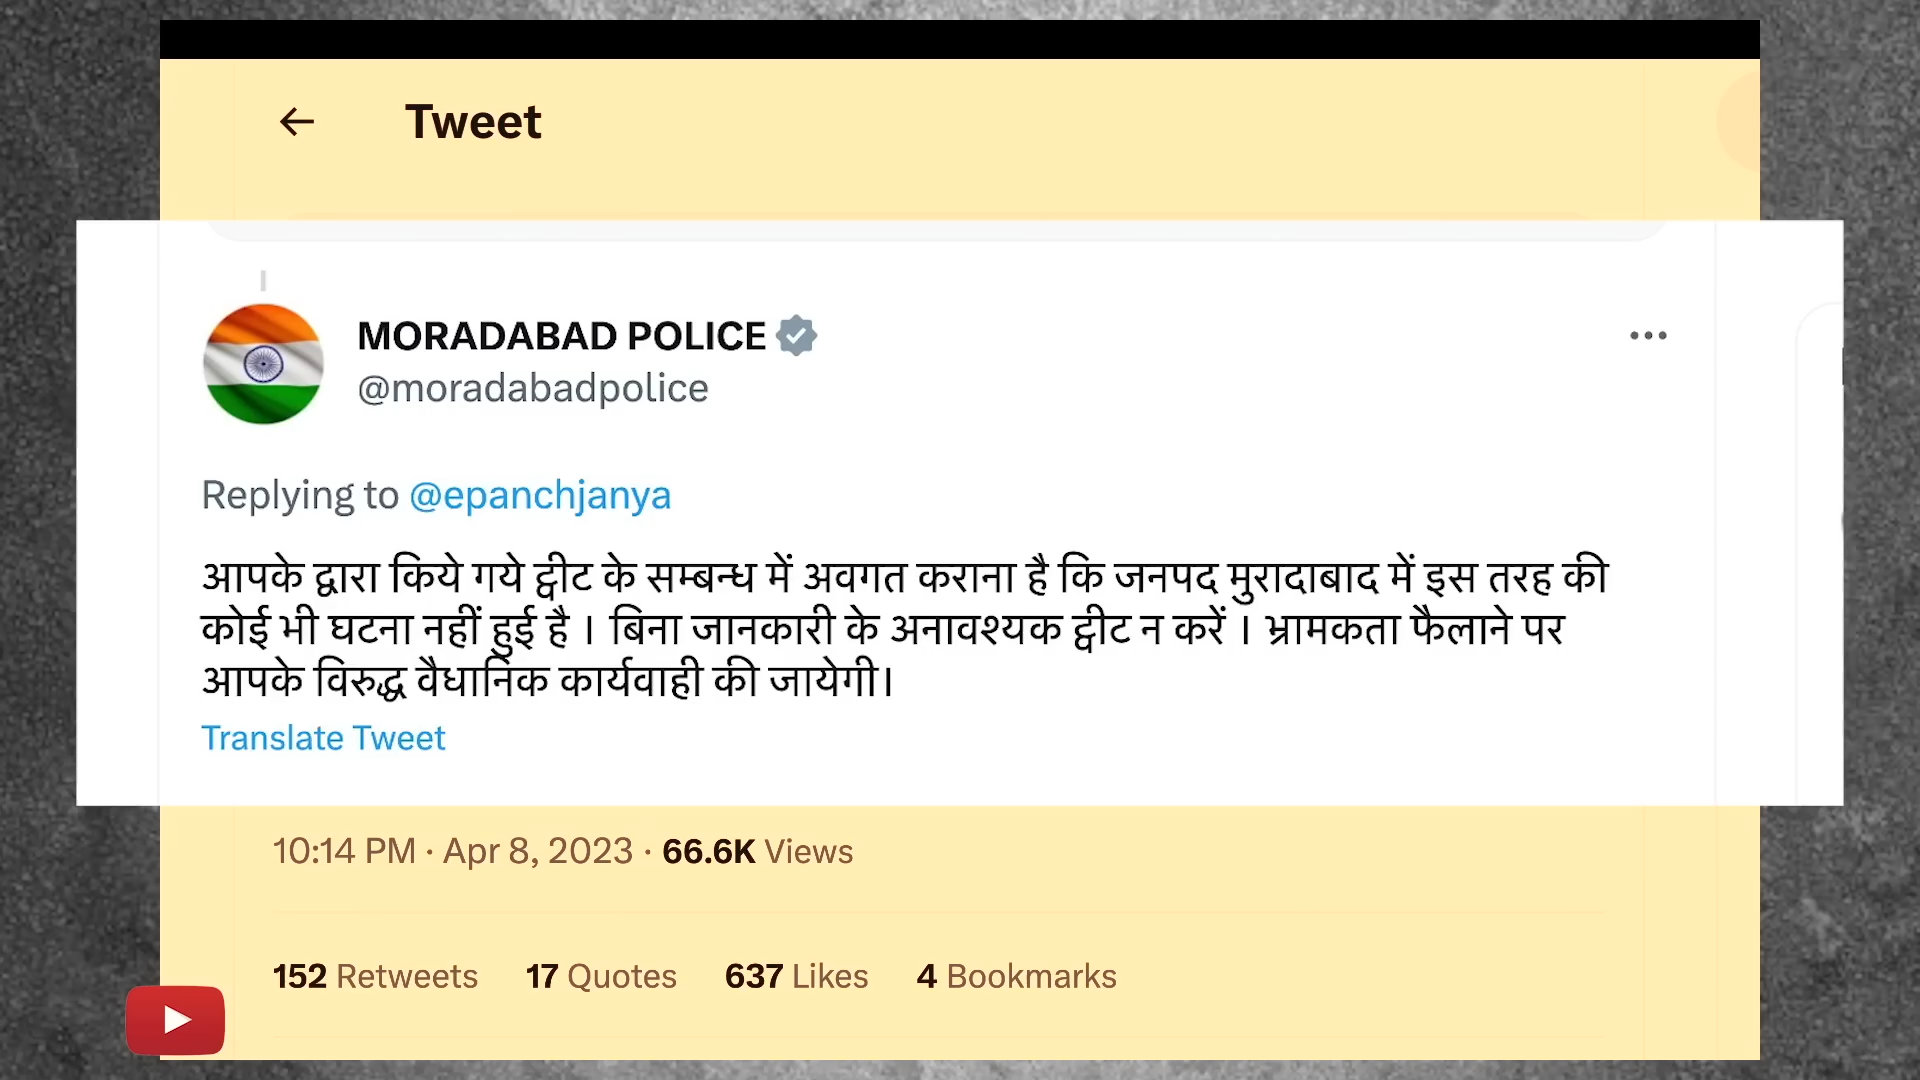 Tweet
MORADABAD POLICE
@moradabadpolice
Replying to @epanchjanya
आपके द्वारा किये गये ट्वीट के सम्बन्ध में अवगत कराना है कि जनपद मुरादाबाद में इस तरह की
कोई भी घटना नहीं हुई है । बिना जानकारी के अनावश्यक ट्वीट न करें । भ्रामकता फैलाने पर
आपके विरुद्ध वैधानिक कार्यवाही की जायेगी।
Translate Tweet
10:14 PM · Apr 8, 2023 · 66.6K Views
152 Retweets 17 Quotes 637 Likes 4 Bookmarks